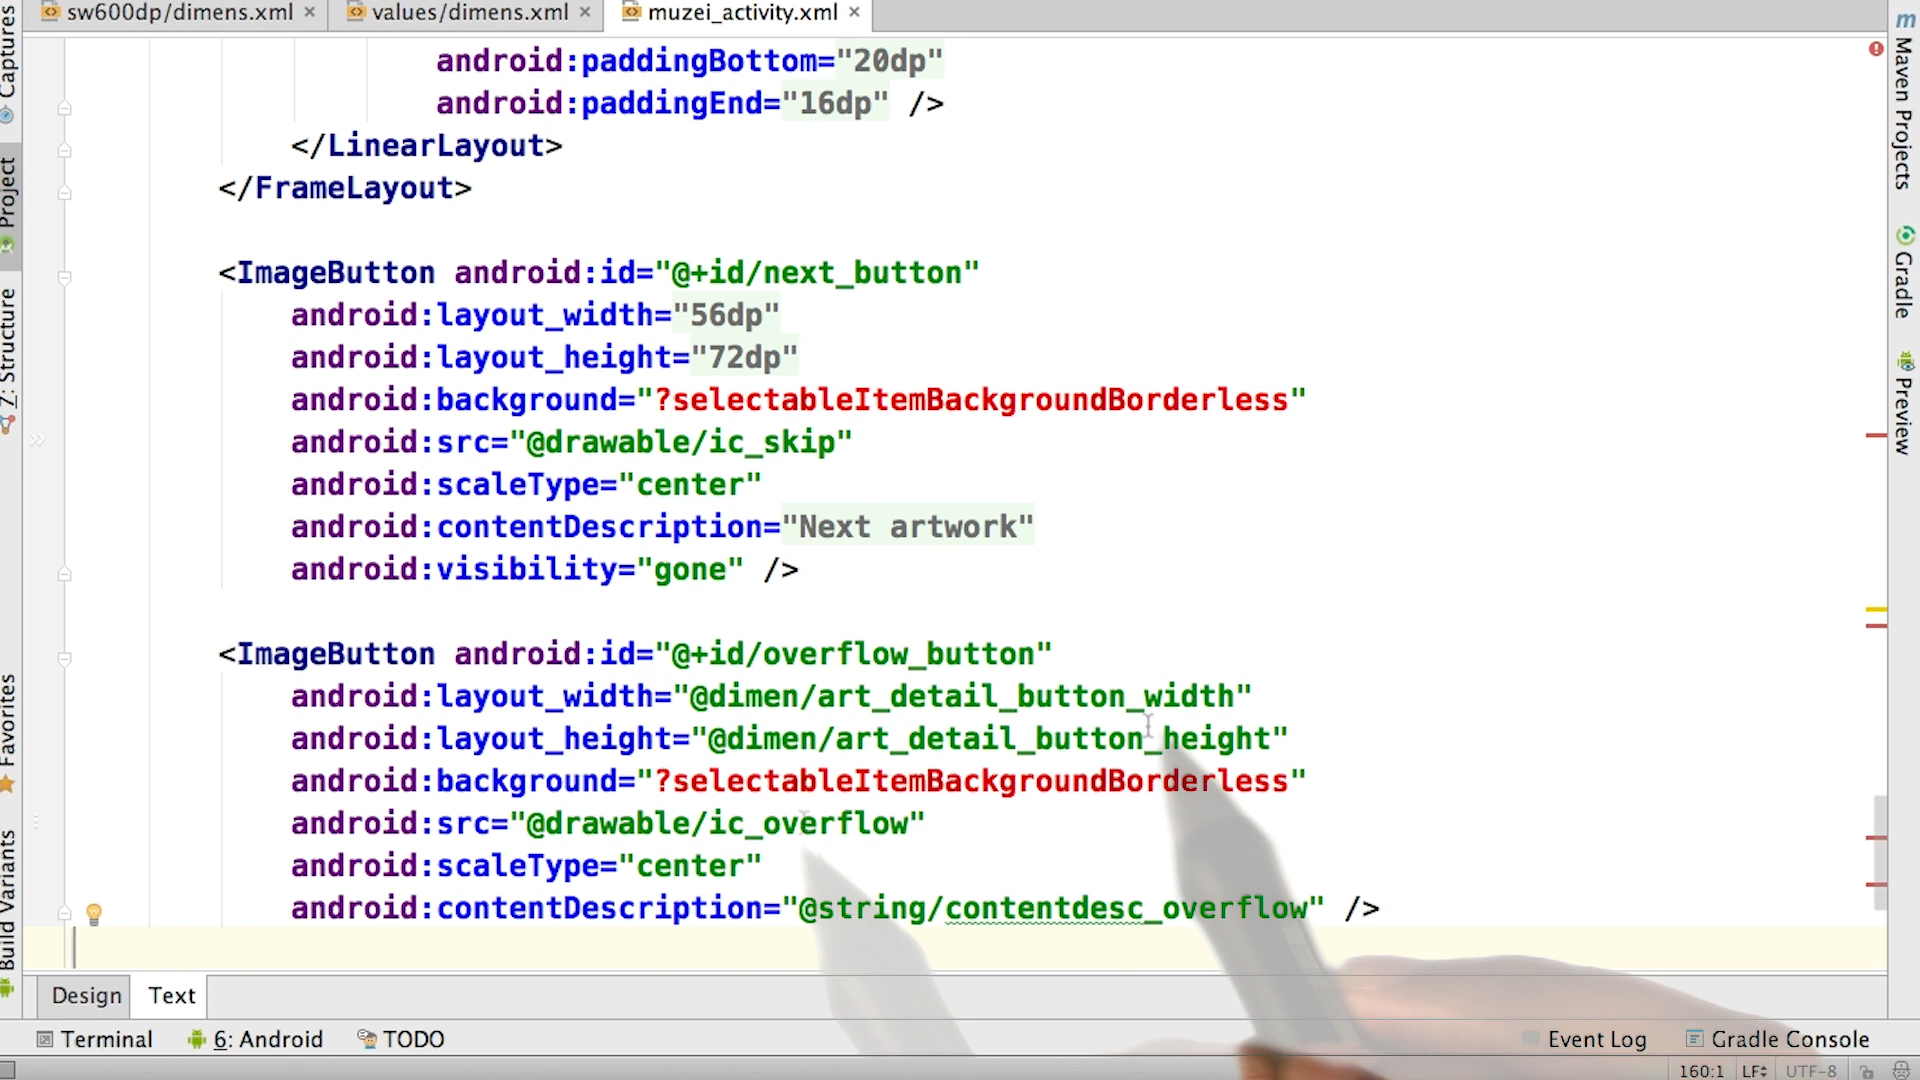 sw600dp/dimens.xml × values/dimens.xml × muzei_activity.xml ×
android:paddingBottom="20dp"
android:paddingEnd="16dp" />
</LinearLayout>
</FrameLayout>
<ImageButton android:id="@+id/next_button"
android:layout_width="56dp"
android:layout_height="72dp"
android:background="?selectableItemBackgroundBorderless"
android:src="@drawable/ic_skip"
android:scaleType="center"
android:contentDescription="Next artwork"
android:visibility="gone" />
<ImageButton android:id="@+id/overflow_button"
android:layout_width="@dimen/art_detail_button_width"
android:layout_height="@dimen/art_detail_button_height"
android:background="?selectableItemBackgroundBorderless"
android:src="@drawable/ic_overflow"
android:scaleType="center"
android:contentDescription="@string/contentdesc_overflow" />
Design Text
Terminal 6: Android TODO Event Log Gradle Console
160:1 LF UTF-8
Captures
Project
7: Structure
Favorites
Build Variants
m Maven Projects
Gradle
Preview